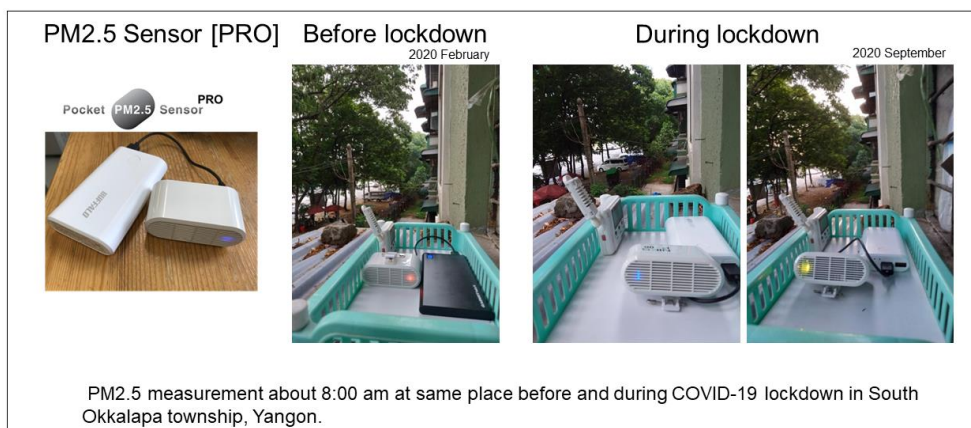 PM2.5 Sensor [PRO]
Before lockdown
2020 February
During lockdown
2020 September
Pocket PM2.5 Sensor PRO
BUFFALO
PM2.5 measurement about 8:00 am at same place before and during COVID-19 lockdown in South
Okkalapa township, Yangon.